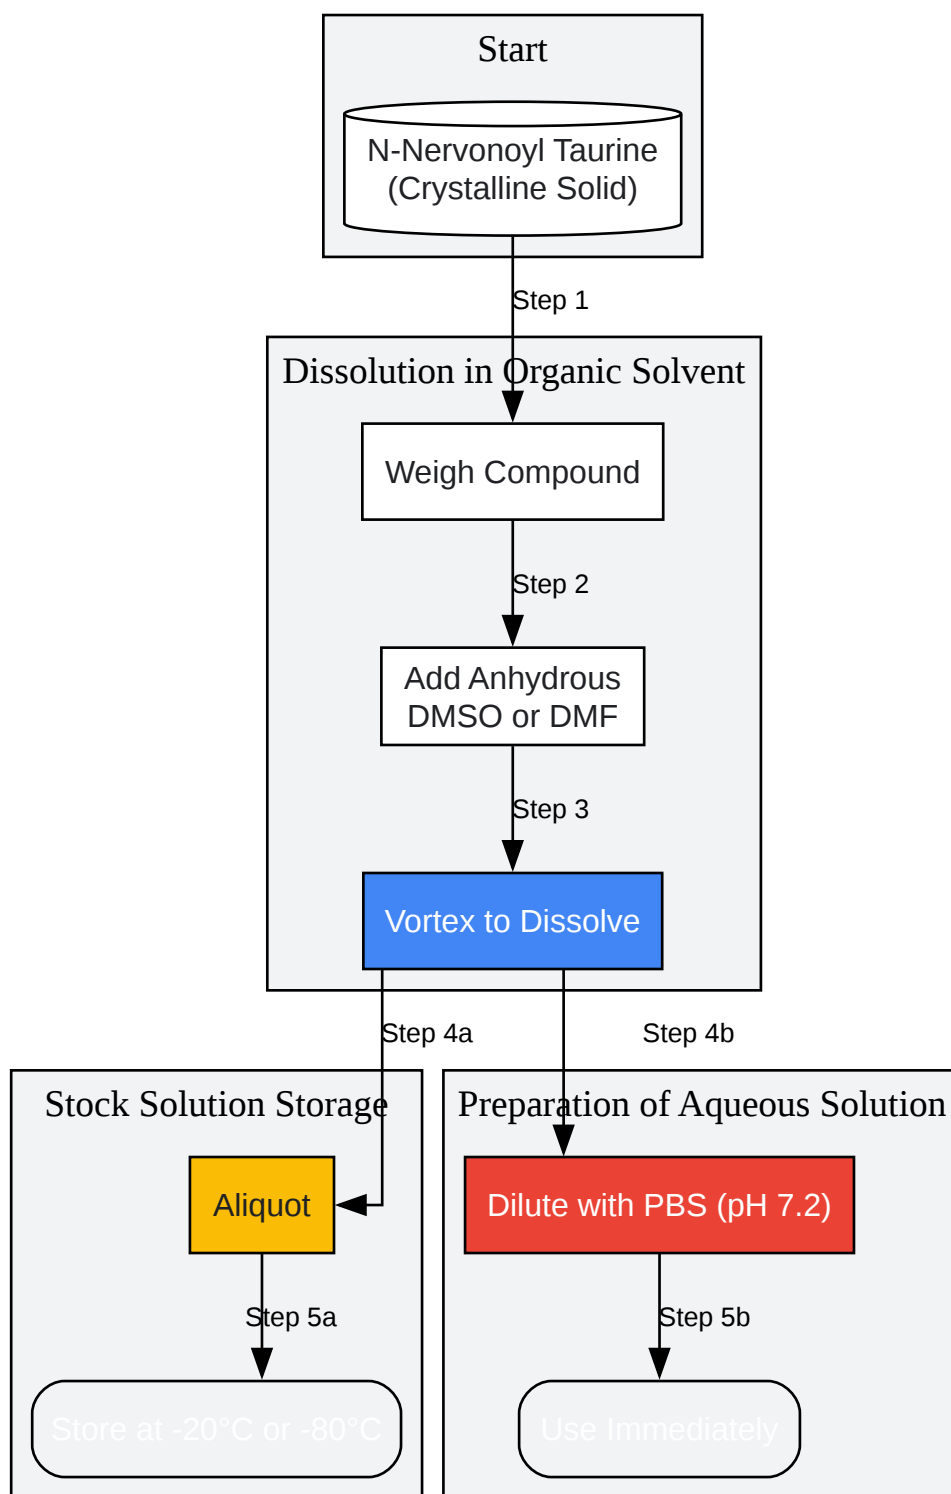 Start
N-Nervonoyl Taurine
(Crystalline Solid)
Step 1
Dissolution in Organic Solvent
Weigh Compound
Step 2
Add Anhydrous
DMSO or DMF
Step 3
Vortex to Dissolve
Step 4a
Step 4b
Stock Solution Storage
Preparation of Aqueous Solution
Aliquot
Dilute with PBS (pH 7.2)
Step 5a
Step 5b
Store at -20°C or -80°C
Use Immediately